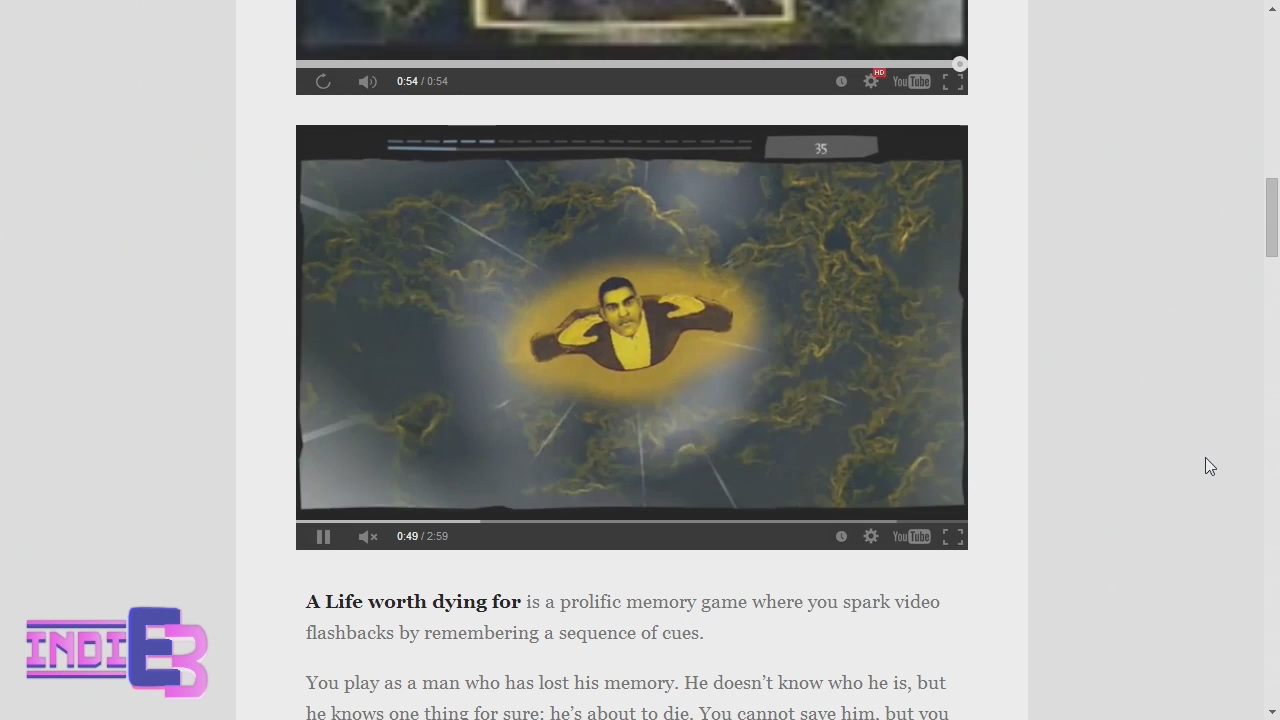 0:54 / 0:54
HD
YouTube
35
0:49 / 2:59
YouTube
A Life worth dying for is a prolific memory game where you spark video
flashbacks by remembering a sequence of cues.
INDIE3
You play as a man who has lost his memory. He doesn’t know who he is, but
he knows one thing for sure: he’s about to die. You cannot save him, but you